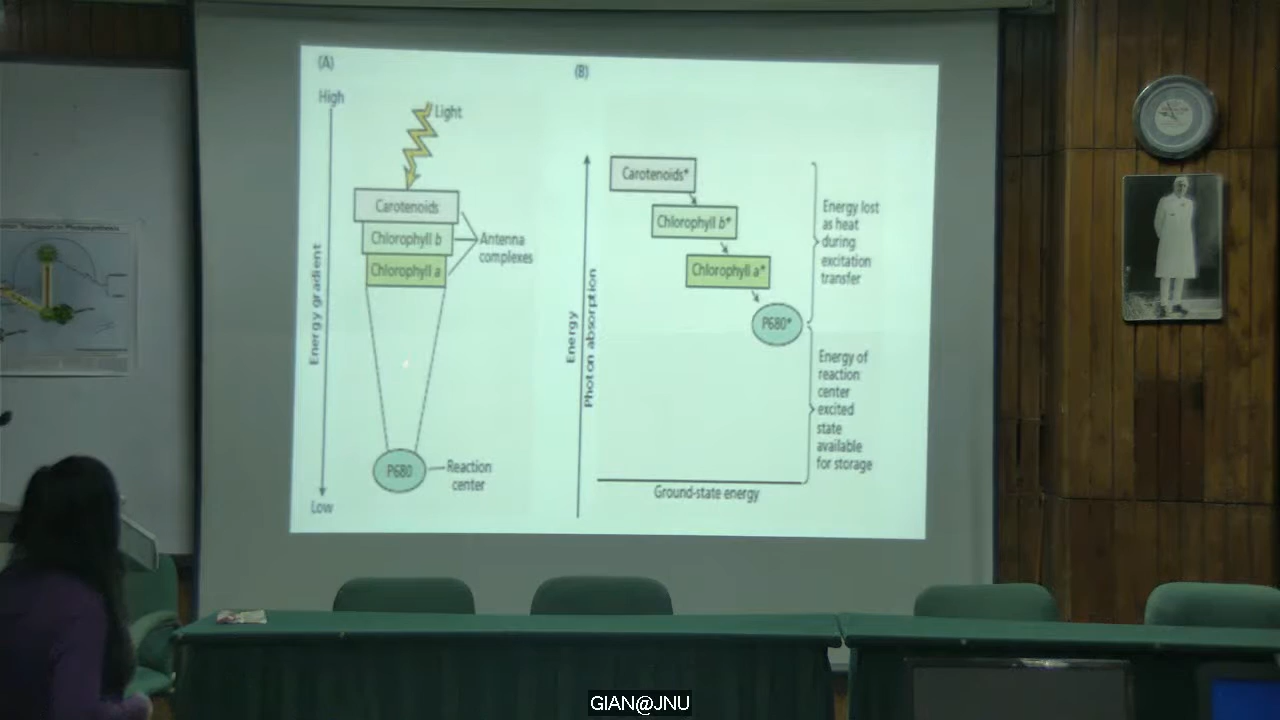 (A)
High
Light
Carotenoids
Chlorophyll b
Chlorophyll a
Antenna
complexes
Energy gradient
P680
Reaction
center
Low
(B)
Energy
Photon absorption
Carotenoids*
Chlorophyll b*
Chlorophyll a*
P680*
Energy lost
as heat
during
excitation
transfer
Energy of
reaction
center
excited
state
available
for storage
Ground-state energy
GIAN@JNU